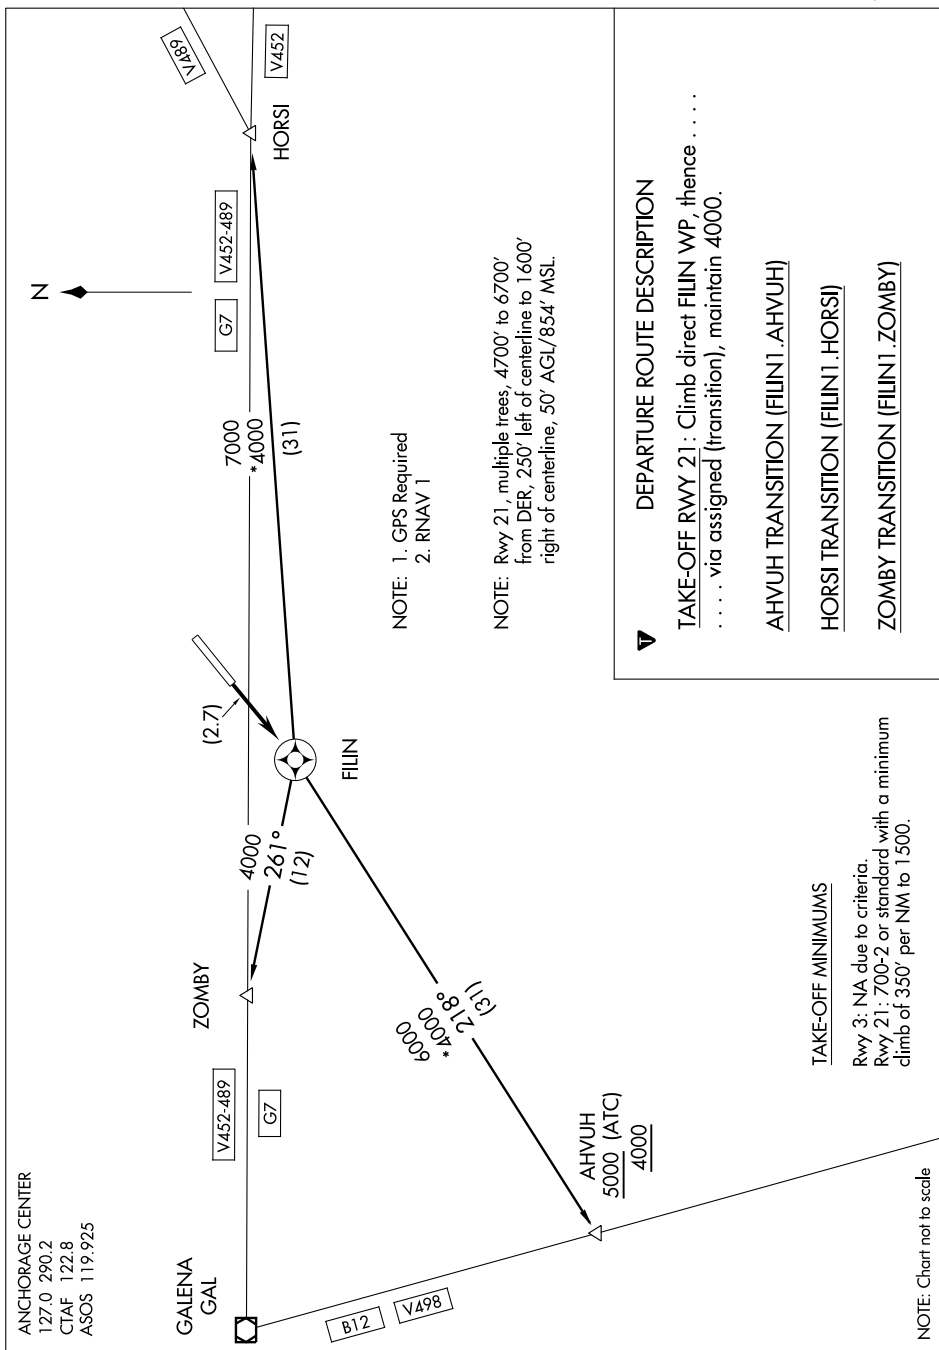 ANCHORAGE CENTER
127.0 290.2
CTAF 122.8
ASOS 119.925
N
V489
V452
HORSI
G7
V452-489
7000
*4000
(31)
(2.7)
FILIN
4000
261°
(12)
ZOMBY
V452-489
G7
GALENA
GAL
6000
*4000
218°
(31)
AHVUH
5000 (ATC)
4000
B12
V498
NOTE: 1. GPS Required
2. RNAV 1
NOTE: Rwy 21, multiple trees, 4700' to 6700'
from DER, 250' left of centerline to 1600'
right of centerline, 50' AGL/854' MSL.
TAKE-OFF MINIMUMS
Rwy 3: NA due to criteria.
Rwy 21: 700-2 or standard with a minimum
climb of 350' per NM to 1500.
NOTE: Chart not to scale
T
DEPARTURE ROUTE DESCRIPTION
TAKE-OFF RWY 21: Climb direct FILIN WP, thence . . . .
. . . . via assigned (transition), maintain 4000.
AHVUH TRANSITION (FILIN1.AHVUH)
HORSI TRANSITION (FILIN1.HORSI)
ZOMBY TRANSITION (FILIN1.ZOMBY)